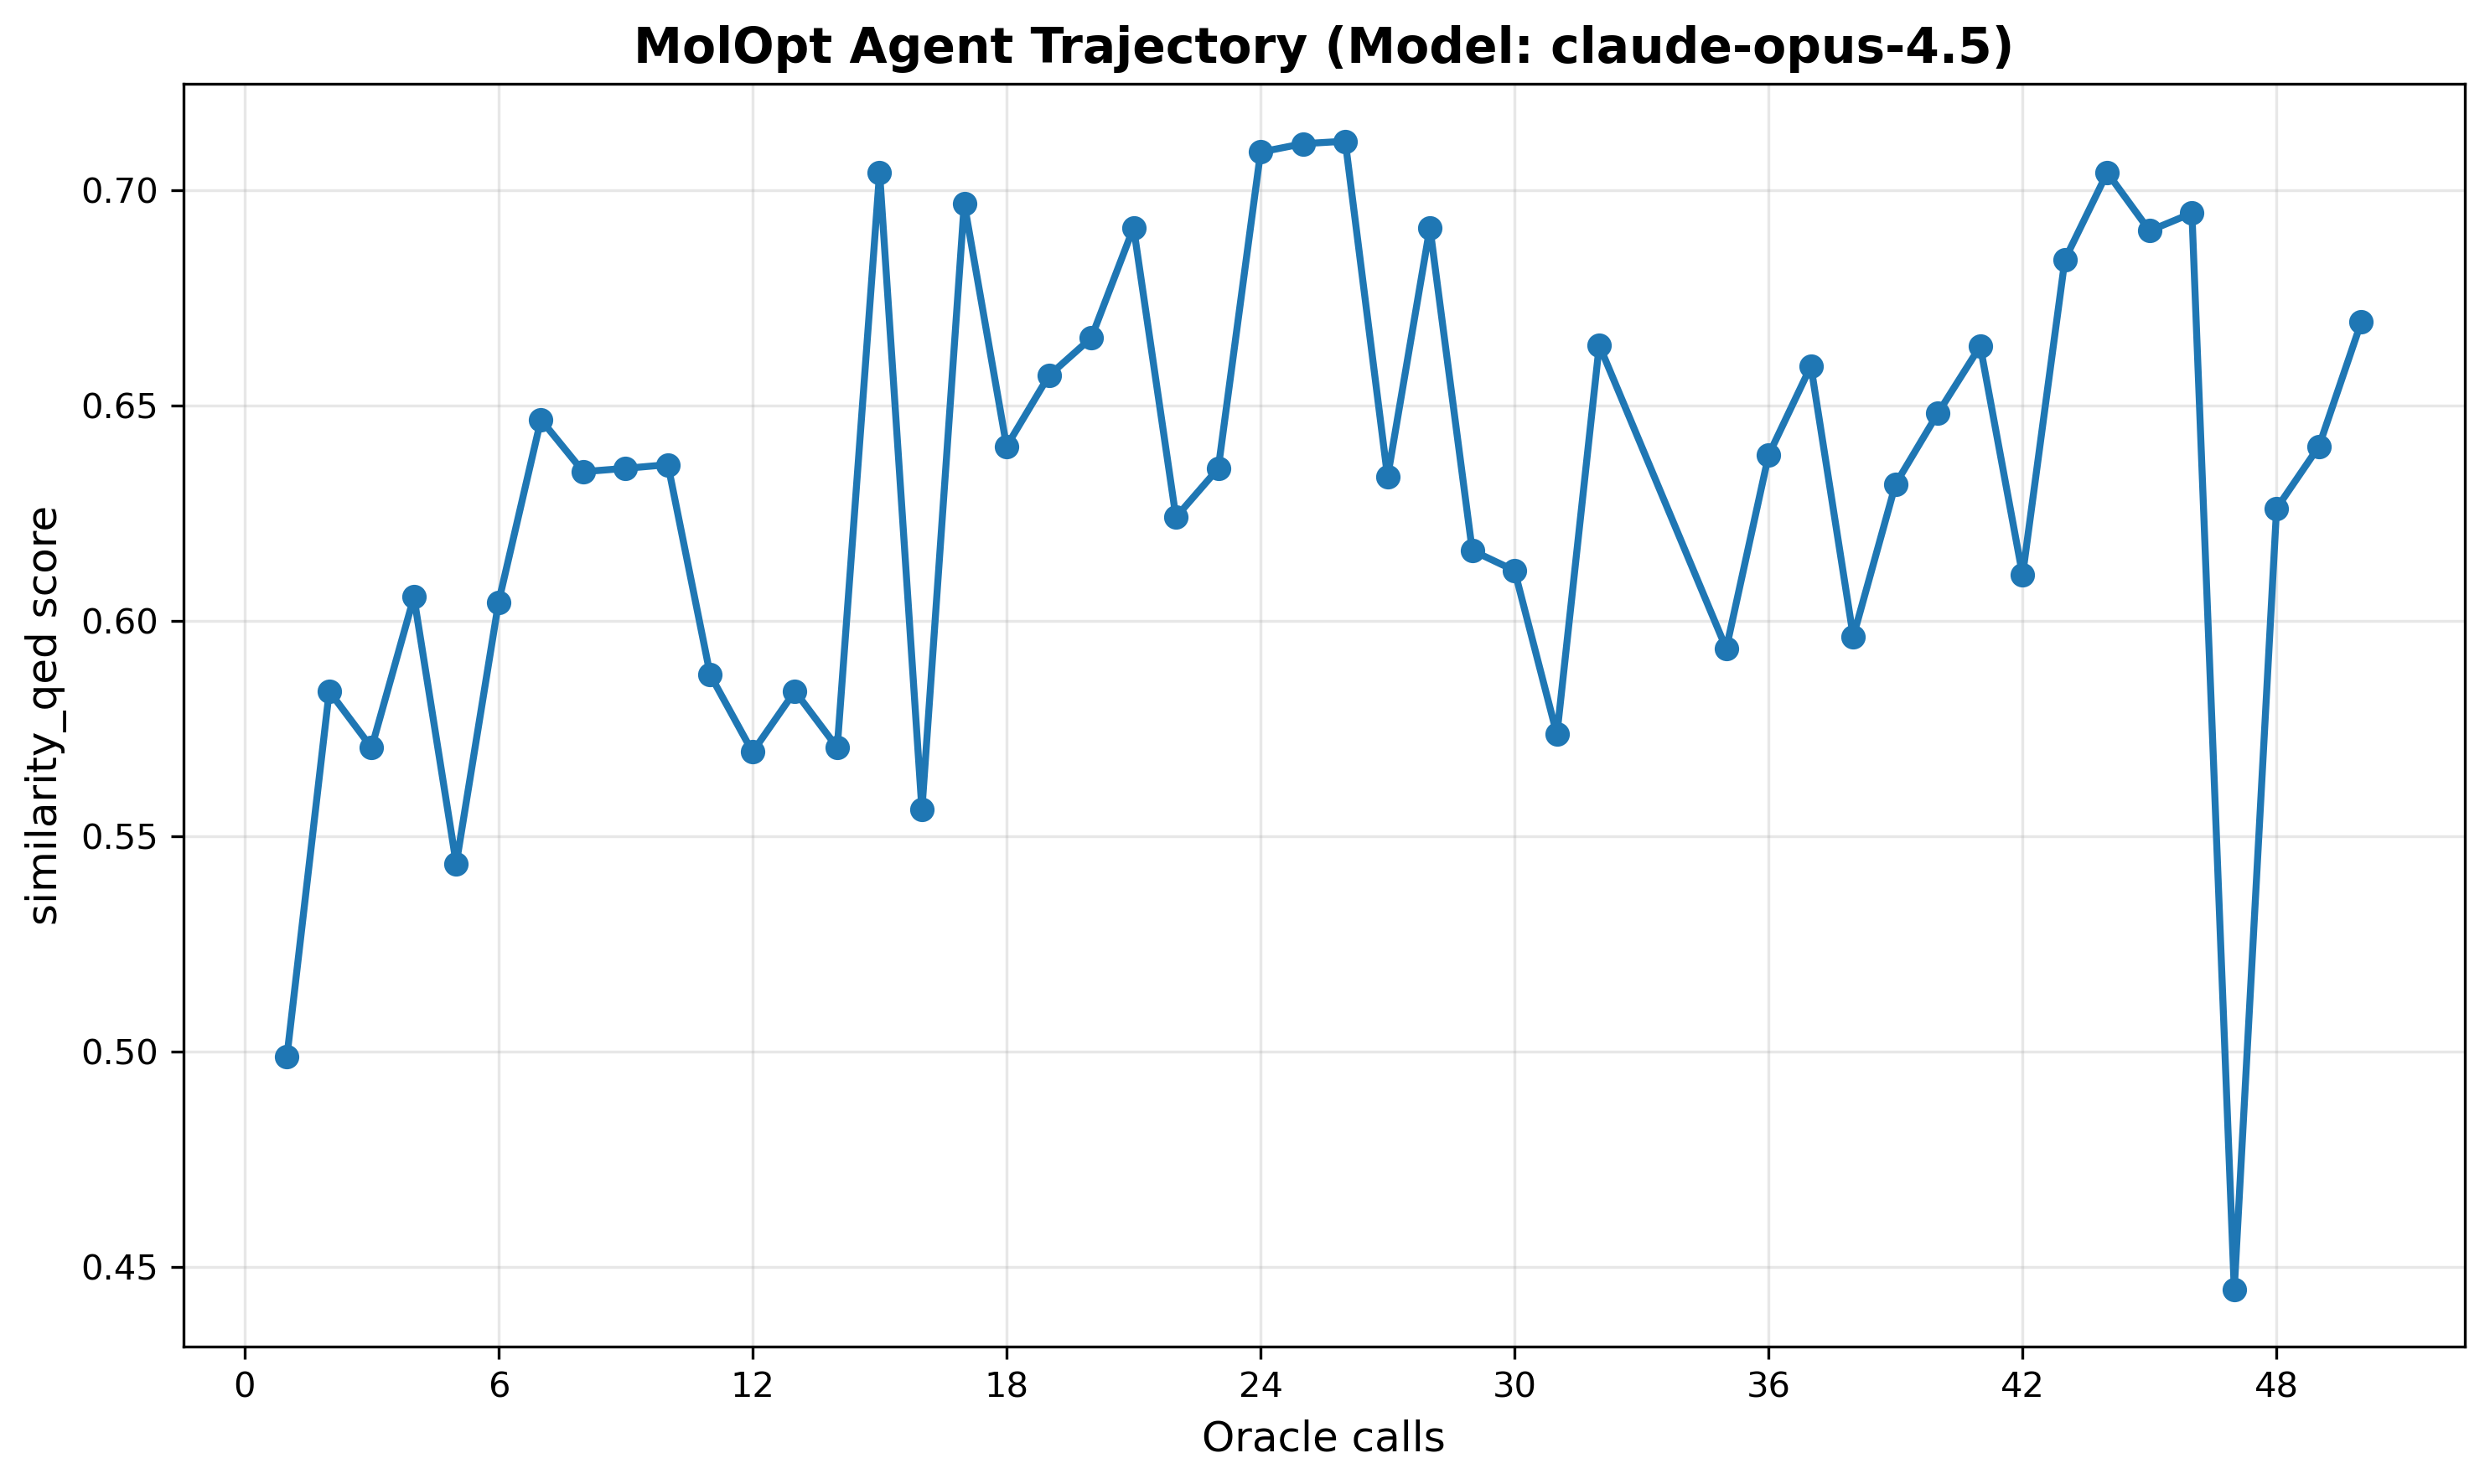 MolOpt Agent Trajectory (Model: claude-opus-4.5)
similarity_qed score
0.70
0.65
0.60
0.55
0.50
0.45
0 6 12 18 24 30 36 42 48
Oracle calls